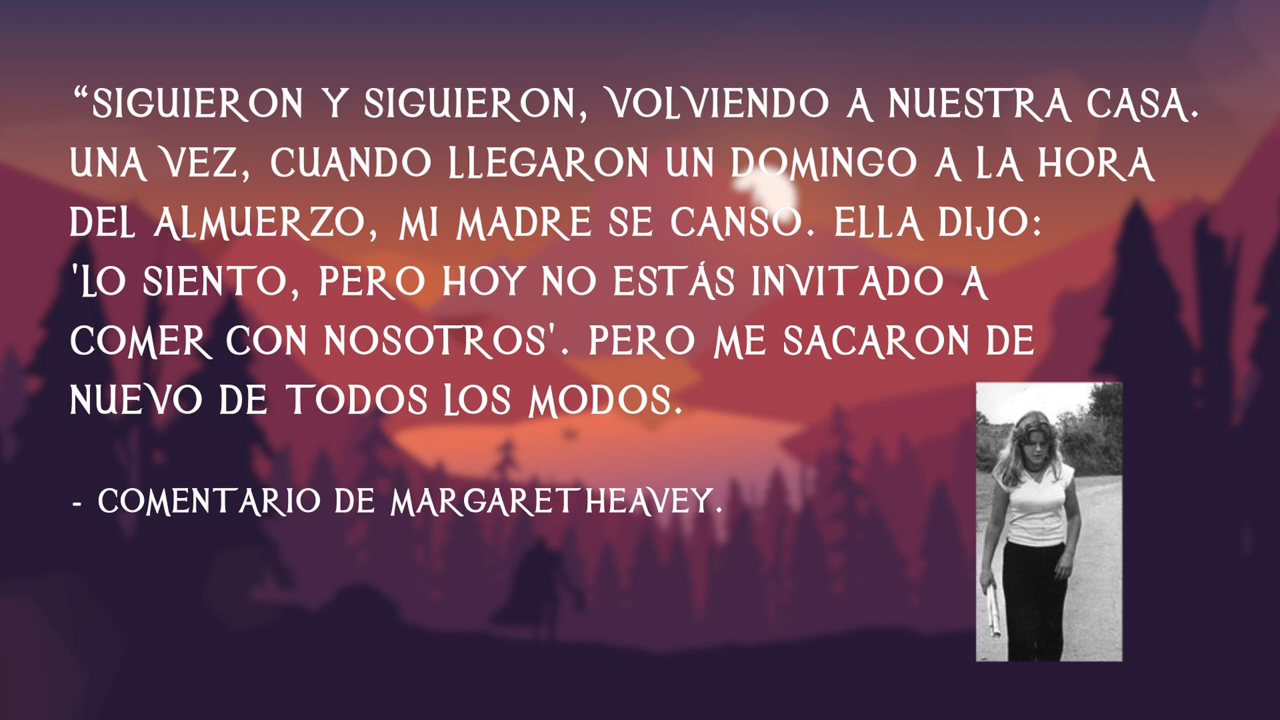 “SIGUIERON Y SIGUIERON, VOLVIENDO A NUESTRA CASA.
UNA VEZ, CUANDO LLEGARON UN DOMINGO A LA HORA
DEL ALMUERZO, MI MADRE SE CANSO. ELLA DIJO:
'LO SIENTO, PERO HOY NO ESTÁS INVITADO A
COMER CON NOSOTROS'. PERO ME SACARON DE
NUEVO DE TODOS LOS MODOS.
- COMENTARIO DE MARGARET HEAVEY.